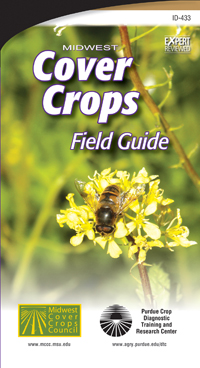 ID-433
EXPERT
REVIEWED
MIDWEST
Cover
Crops
Field Guide
Midwest
Cover
Crops
Council
www.mccc.msu.edu
Purdue Crop
Diagnostic
Training and
Research Center
www.agry.purdue.edu/dtc